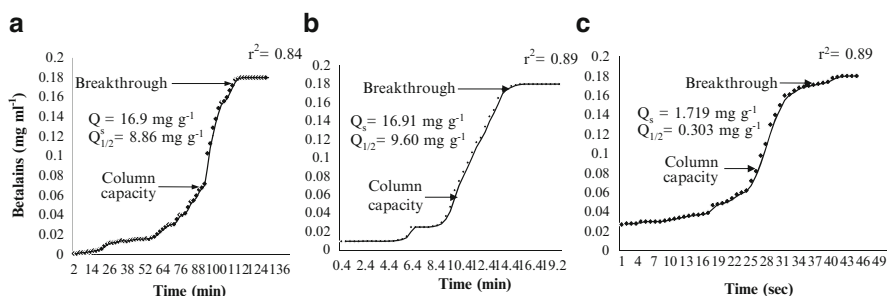 a
r2= 0.84
0.2
0.18
0.16
0.14
0.12
0.1
0.08
0.06
0.04
0.02
0
Betalains (mg ml-1)
Breakthrough
Q = 16.9 mg g-1
s
Q1/2= 8.86 mg g-1
Column
capacity
2 14 26 38 52 64 76 88 100 112 124 136
Time (min)
b
r2= 0.89
0.2
0.18
0.16
0.14
0.12
0.1
0.08
0.06
0.04
0.02
0
Breakthrough
Qs = 16.91 mg g-1
Q1/2= 9.60 mg g-1
Column
capacity
0.4 2.4 4.4 6.4 8.4 10.4 12.4 14.4 16.4 19.2
Time (min)
c
r2= 0.89
0.2
0.18
0.16
0.14
0.12
0.1
0.08
0.06
0.04
0.02
0
Breakthrough
Qs = 1.719 mg g-1
Q1/2= 0.303 mg g-1
Column
capacity
1 4 7 10 13 16 19 22 25 28 31 34 37 40 43 46 49
Time (sec)